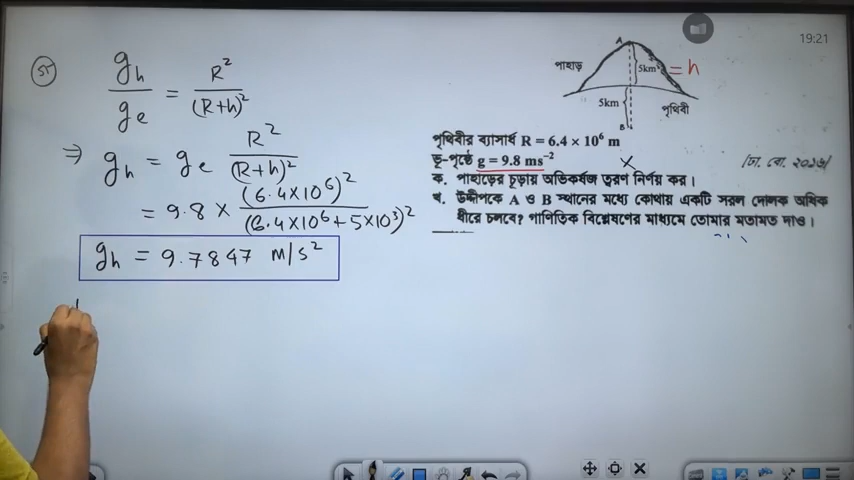 19:21
g_h / g_e = R² / (R+h)²
⇒ g_h = g_e R² / (R+h)²
= 9.8 × (6.4×10⁶)² / (6.4×10⁶ + 5×10³)²
g_h = 9.7847 m/s²
A
পাহাড়
5km = h
5km
পৃথিবী
B
পৃথিবীর ব্যাসার্ধ R = 6.4 × 10⁶ m
ভূ-পৃষ্ঠে g = 9.8 ms⁻²
ক. পাহাড়ের চূড়ায় অভিকর্ষজ ত্বরণ নির্ণয় কর।
খ. উদ্দীপকে A ও B স্থানের মধ্যে কোথায় একটি সরল দোলক অধিক
ধীরে চলবে? গাণিতিক বিশ্লেষণের মাধ্যমে তোমার মতামত দাও।